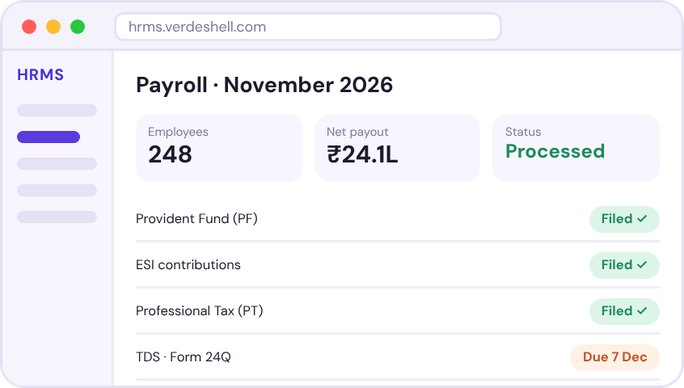 hrms.verdeshell.com
HRMS
Payroll · November 2026
Employees
248
Net payout
₹24.1L
Status
Processed
Provident Fund (PF)
Filed ✓
ESI contributions
Filed ✓
Professional Tax (PT)
Filed ✓
TDS · Form 24Q
Due 7 Dec